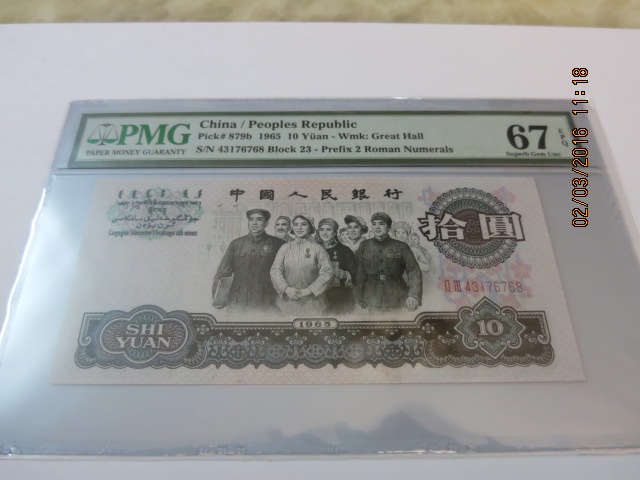 PMG
PAPER MONEY GUARANTY
China / Peoples Republic
Pick# 879b 1965 10 Yüan - Wmk: Great Hall
S/N 43176768 Block 23 - Prefix 2 Roman Numerals
67 EPQ
Superb Gem Unc
中國人民銀行
拾圓
43176768
1965
SHI
YUAN
10
02/03/2016 11:18